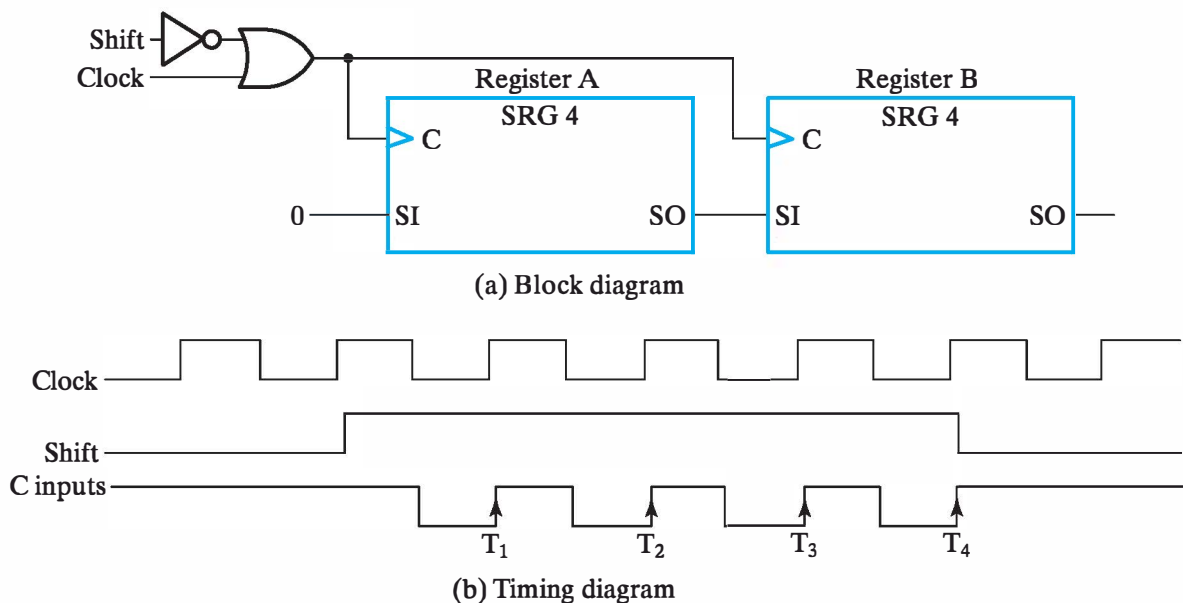 Shift
Clock
Register A
SRG 4
C
0
SI
SO
Register B
SRG 4
C
SI
SO
(a) Block diagram
Clock
Shift
C inputs
T₁
T₂
T₃
T₄
(b) Timing diagram